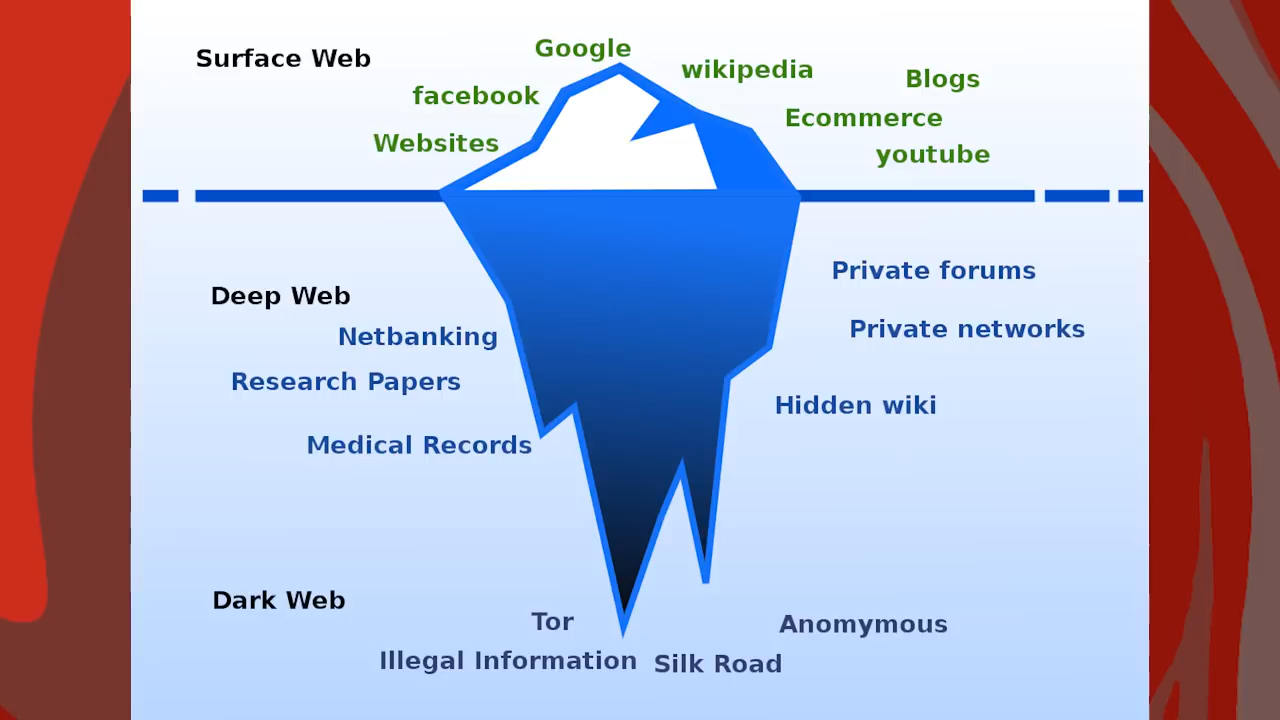 Surface Web
Google
wikipedia
Blogs
facebook
Ecommerce
Websites
youtube
Deep Web
Private forums
Netbanking
Private networks
Research Papers
Hidden wiki
Medical Records
Dark Web
Tor
Anomymous
Illegal Information
Silk Road